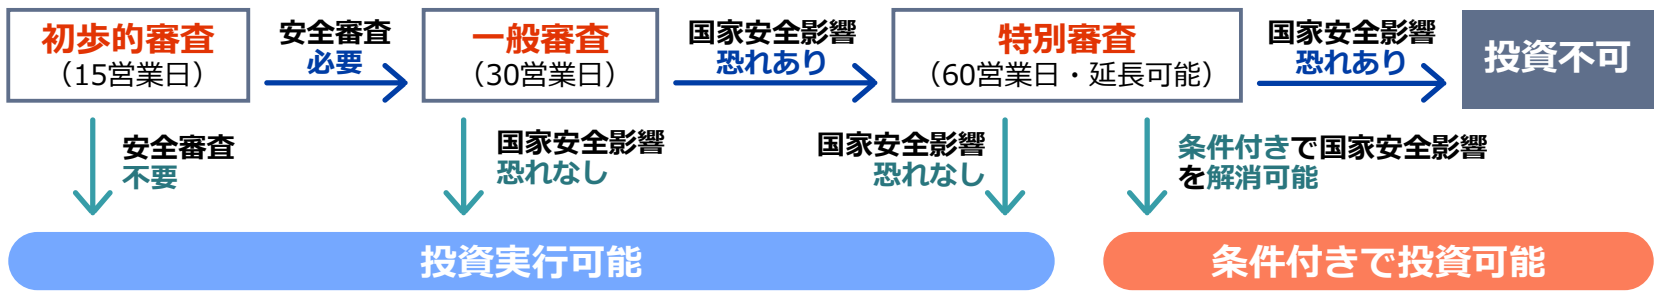 初歩的審査
（15営業日）
安全審査
必要
一般審査
（30営業日）
国家安全影響
恐れあり
特別審査
（60営業日・延長可能）
国家安全影響
恐れあり
投資不可
安全審査
不要
国家安全影響
恐れなし
国家安全影響
恐れなし
条件付きで国家安全影響
を解消可能
投資実行可能
条件付きで投資可能